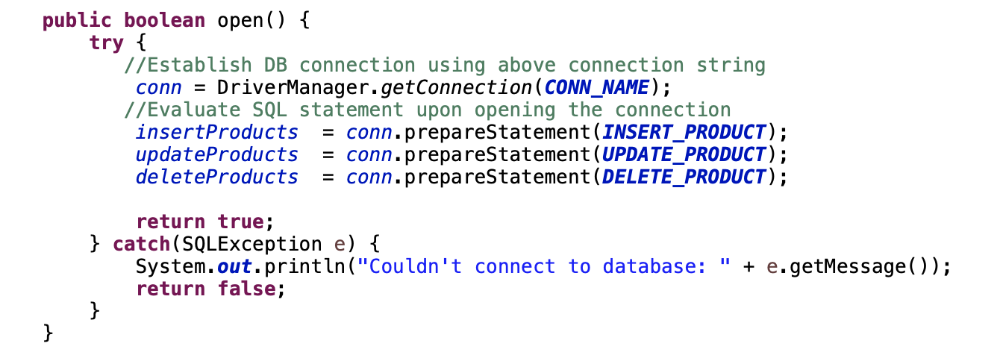 public boolean open() {
    try {
       //Establish DB connection using above connection string
        conn = DriverManager.getConnection(CONN_NAME);
       //Evaluate SQL statement upon opening the connection
        insertProducts  = conn.prepareStatement(INSERT_PRODUCT);
        updateProducts  = conn.prepareStatement(UPDATE_PRODUCT);
        deleteProducts  = conn.prepareStatement(DELETE_PRODUCT);

        return true;
    } catch(SQLException e) {
        System.out.println("Couldn't connect to database: " + e.getMessage());
        return false;
    }
}